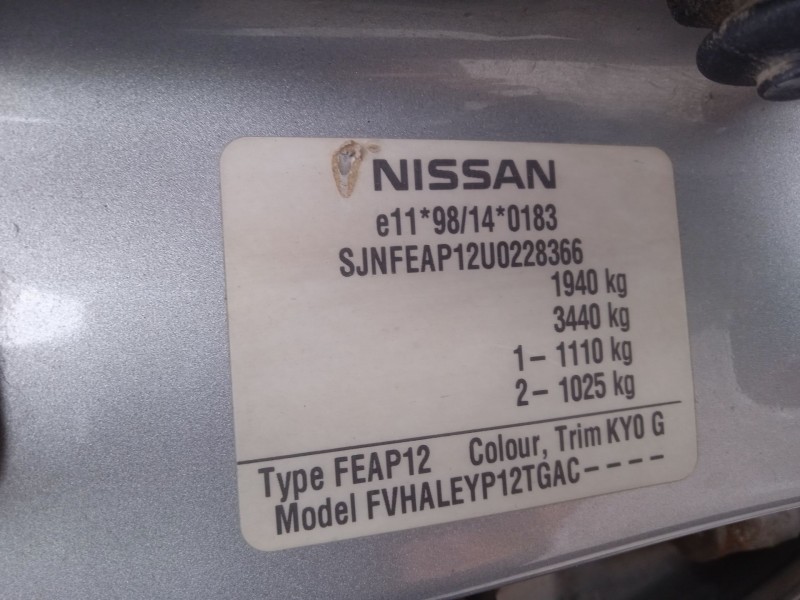 NISSAN
e11*98/14*0183
SJNFEAP12U0228366
1940 kg
3440 kg
1- 1110 kg
2- 1025 kg
Type FEAP12 Colour, Trim KY0 G
Model FVHALEYP12TGAC----